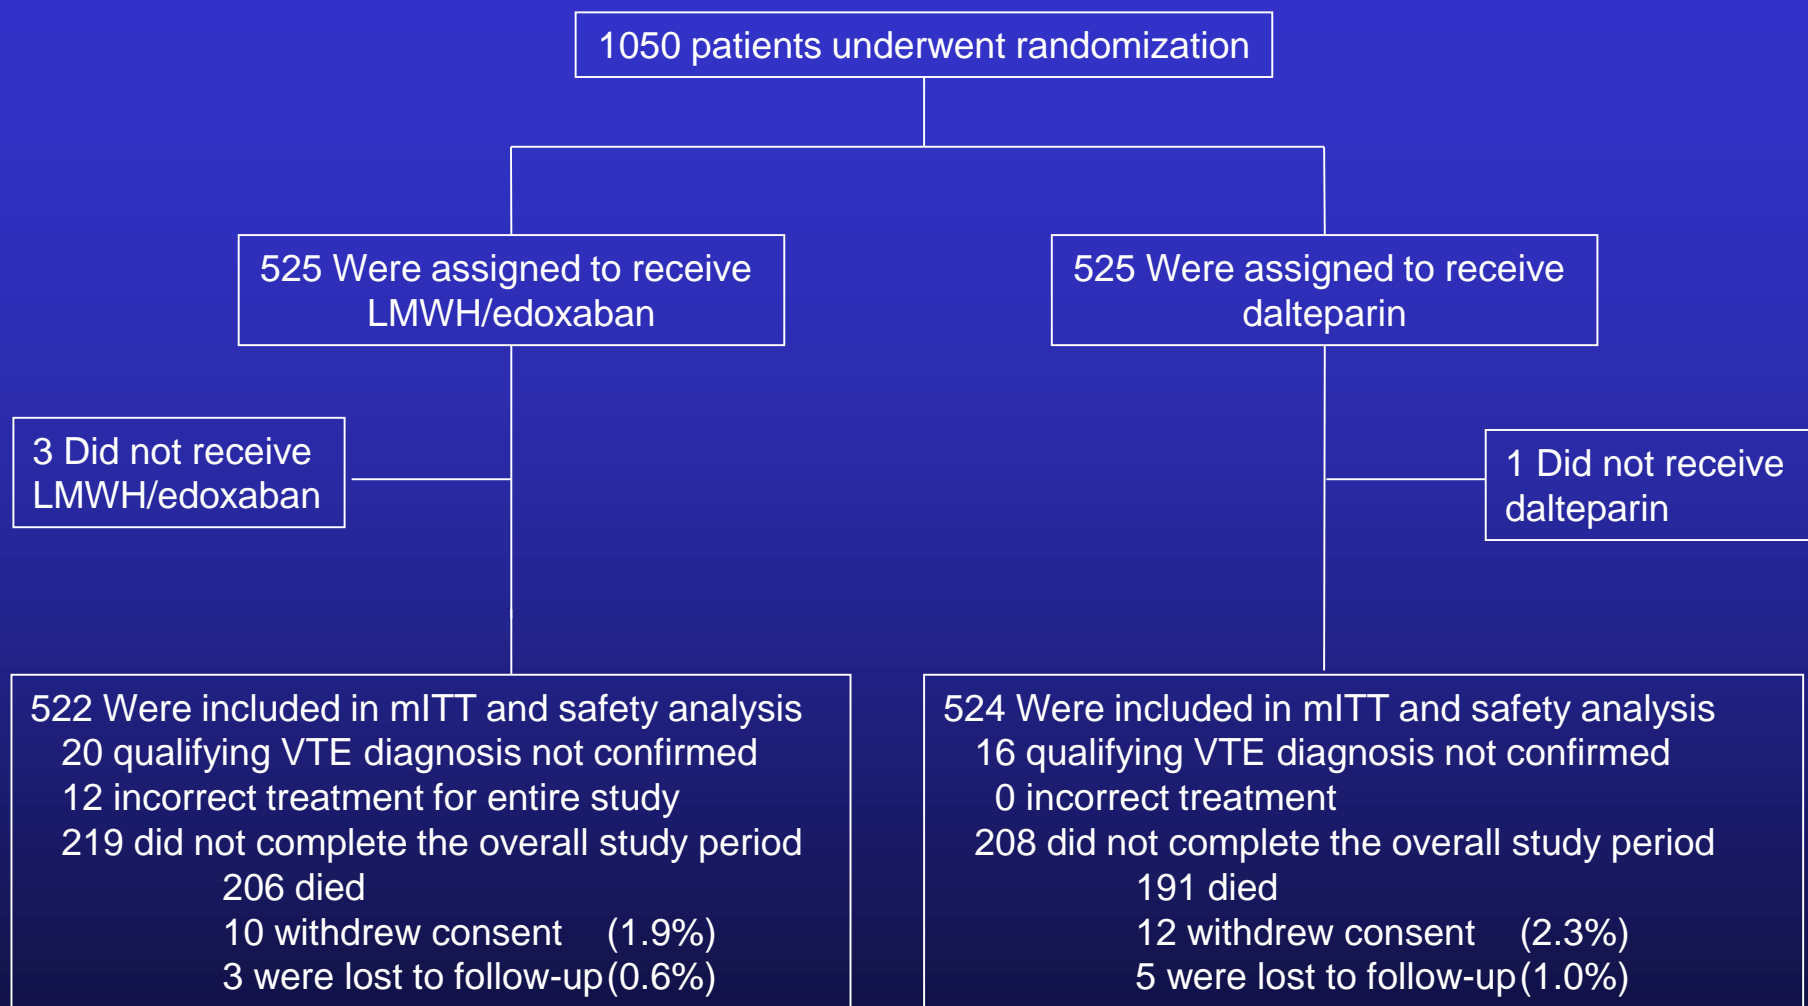 1050 patients underwent randomization
525 Were assigned to receive
LMWH/edoxaban
525 Were assigned to receive
dalteparin
3 Did not receive
LMWH/edoxaban
1 Did not receive
dalteparin
522 Were included in mITT and safety analysis
20 qualifying VTE diagnosis not confirmed
12 incorrect treatment for entire study
219 did not complete the overall study period
206 died
10 withdrew consent (1.9%)
3 were lost to follow-up (0.6%)
524 Were included in mITT and safety analysis
16 qualifying VTE diagnosis not confirmed
0 incorrect treatment
208 did not complete the overall study period
191 died
12 withdrew consent (2.3%)
5 were lost to follow-up (1.0%)